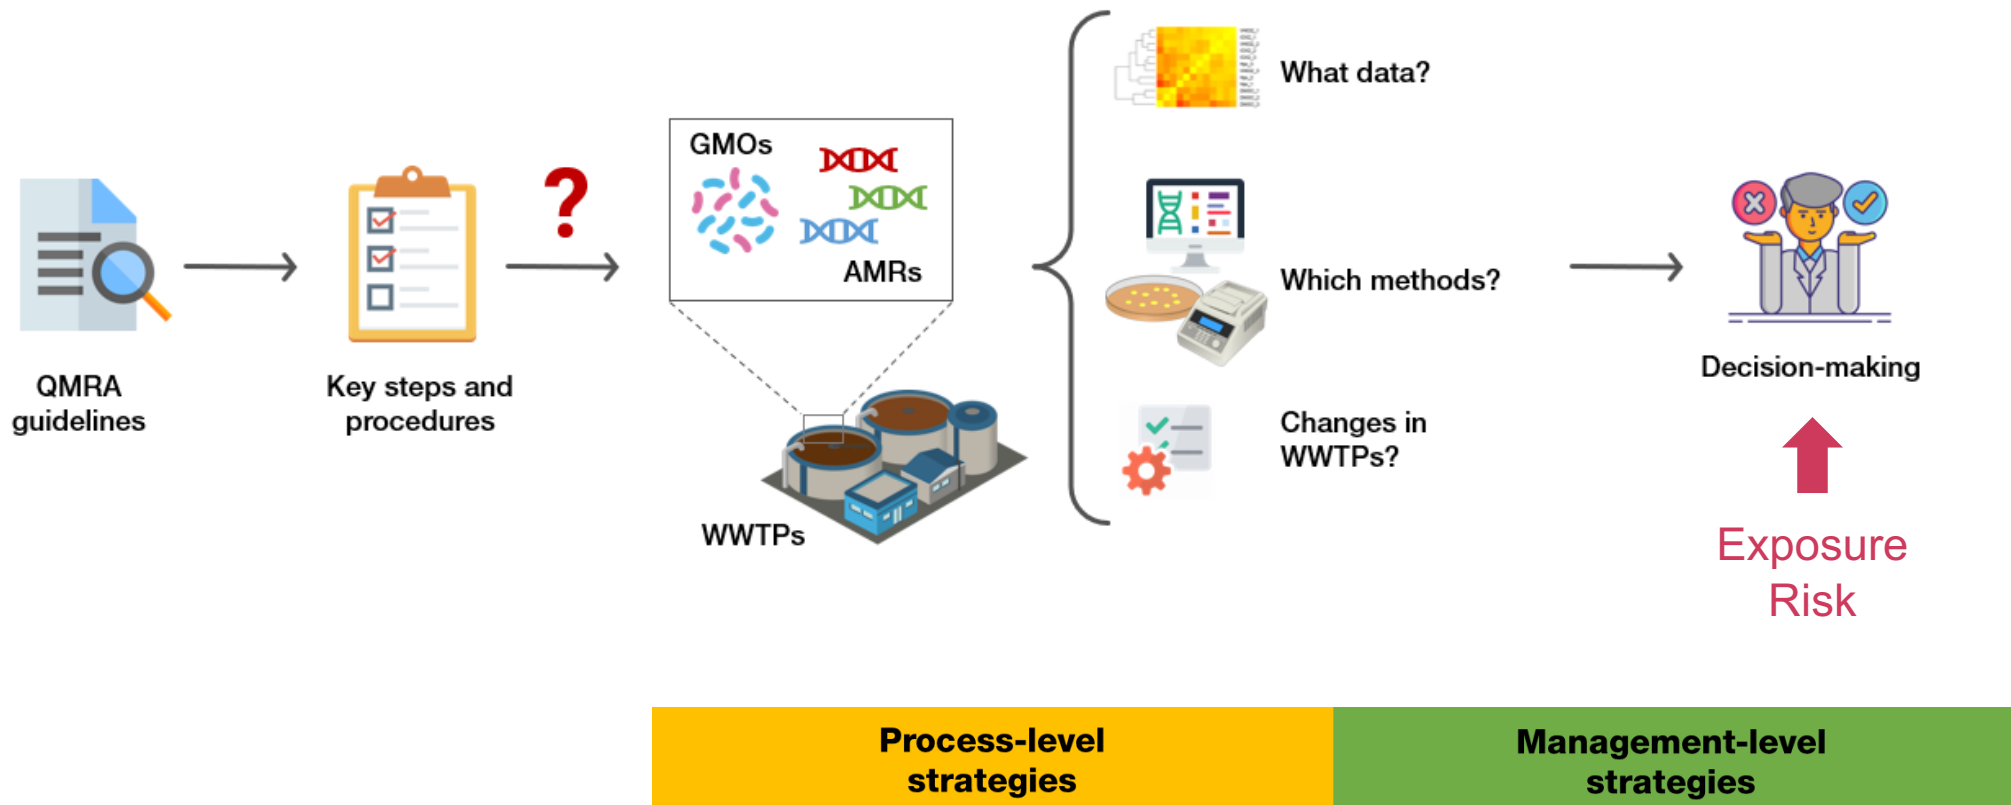 QMRA
guidelines
Key steps and
procedures
?
GMOs
AMRs
WWTPs
What data?
Which methods?
Changes in
WWTPs?
Decision-making
Exposure
Risk
Process-level
strategies
Management-level
strategies